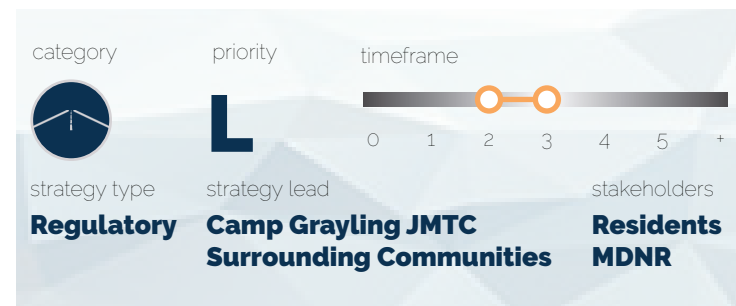 category
priority
timeframe
L
0 1 2 3 4 5 +
strategy type
strategy lead
stakeholders
Regulatory
Camp Grayling JMTC
Surrounding Communities
Residents
MDNR